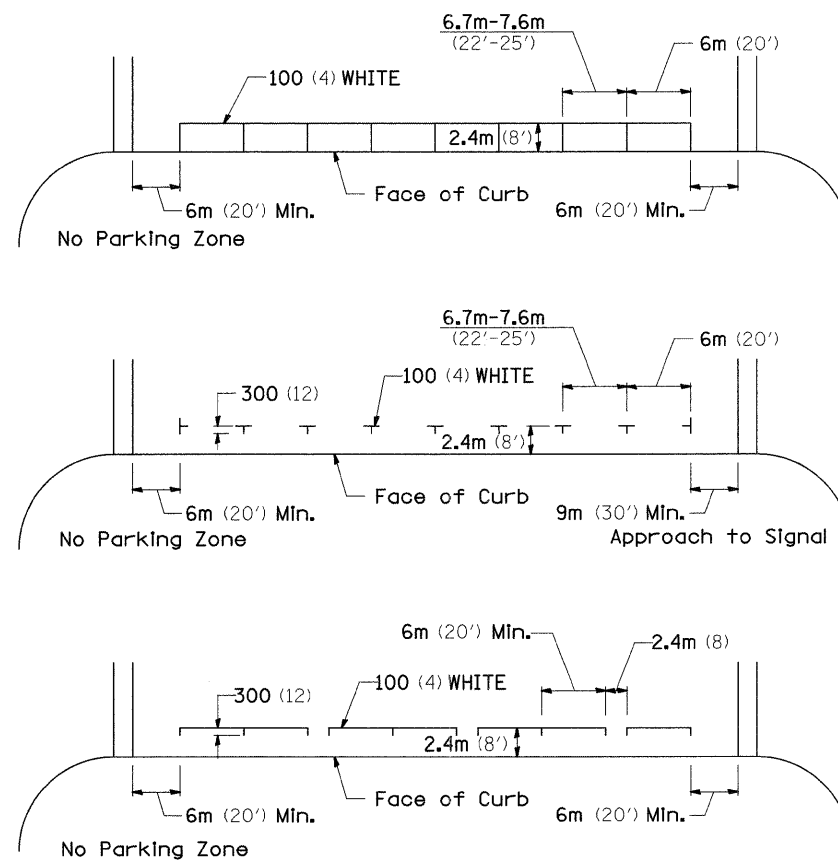 6.7m-7.6m
(22'-25')
6m (20')
100 (4) WHITE
2.4m (8')
Face of Curb
6m (20') Min.
6m (20') Min.
No Parking Zone
6.7m-7.6m
(22'-25')
6m (20')
300 (12)
100 (4) WHITE
2.4m (8')
Face of Curb
6m (20') Min.
9m (30') Min.
No Parking Zone
Approach to Signal
6m (20') Min.
2.4m (8)
300 (12)
100 (4) WHITE
2.4m (8')
Face of Curb
6m (20') Min.
6m (20') Min.
No Parking Zone